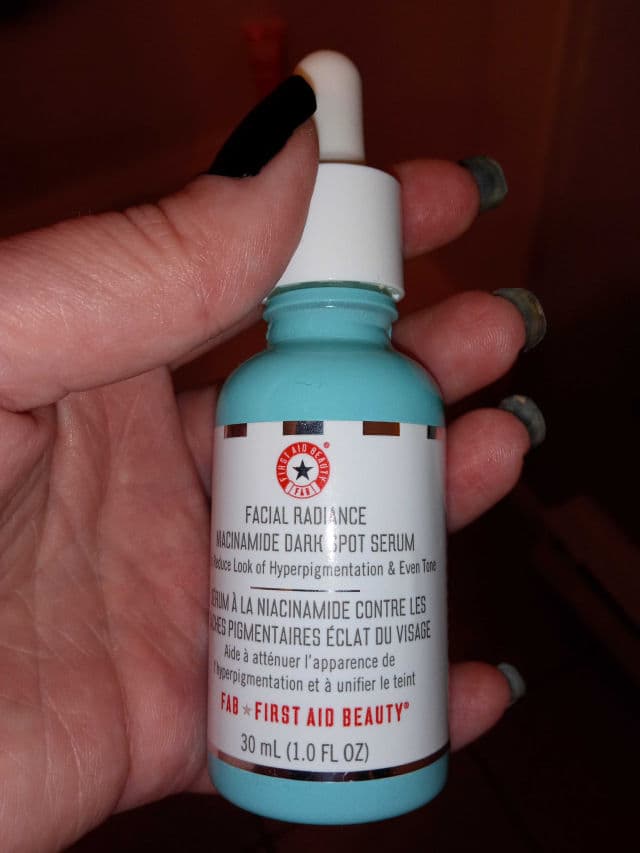 FIRST AID BEAUTY®
FAB
FACIAL RADIANCE
NIACINAMIDE DARK SPOT SERUM
Reduce Look of Hyperpigmentation & Even Tone
SÉRUM À LA NIACINAMIDE CONTRE LES
TACHES PIGMENTAIRES ÉCLAT DU VISAGE
Aide à atténuer l'apparence de
l'hyperpigmentation et à unifier le teint
FAB FIRST AID BEAUTY®
30 mL (1.0 FL OZ)